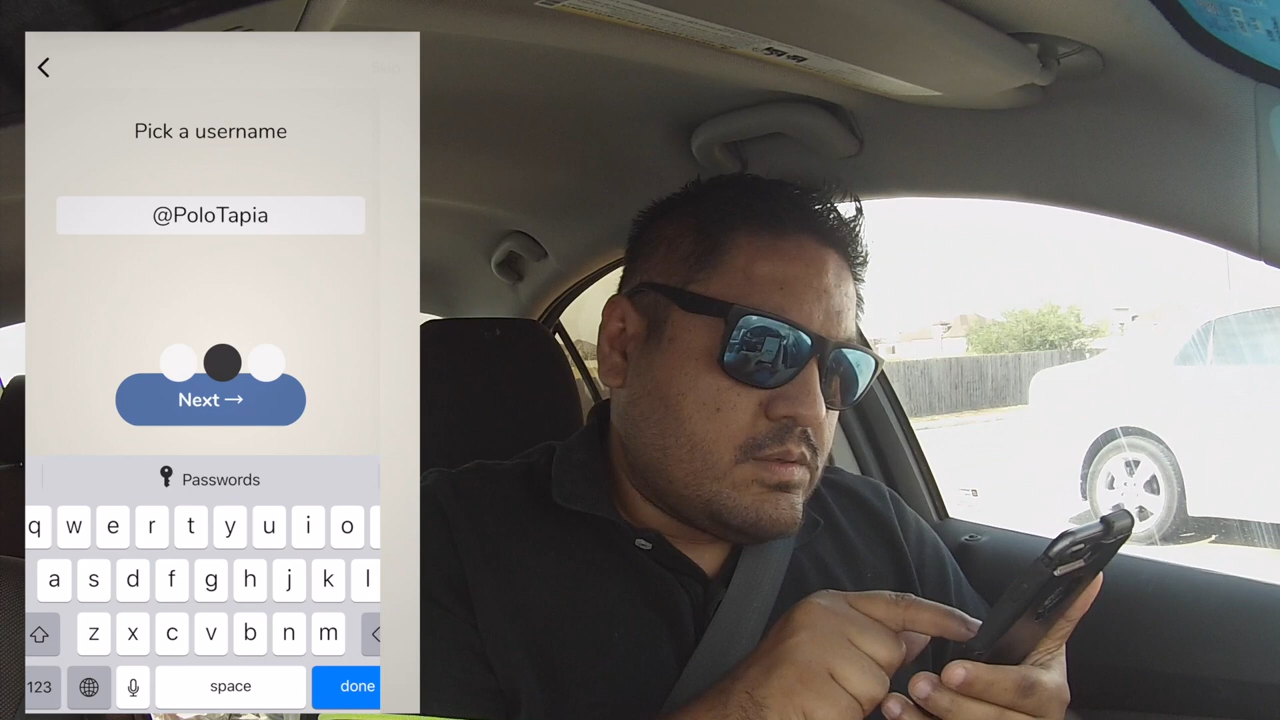 Pick a username
@PoloTapia
Next →
Passwords
q w e r t y u i o
a s d f g h j k l
z x c v b n m
123 space done